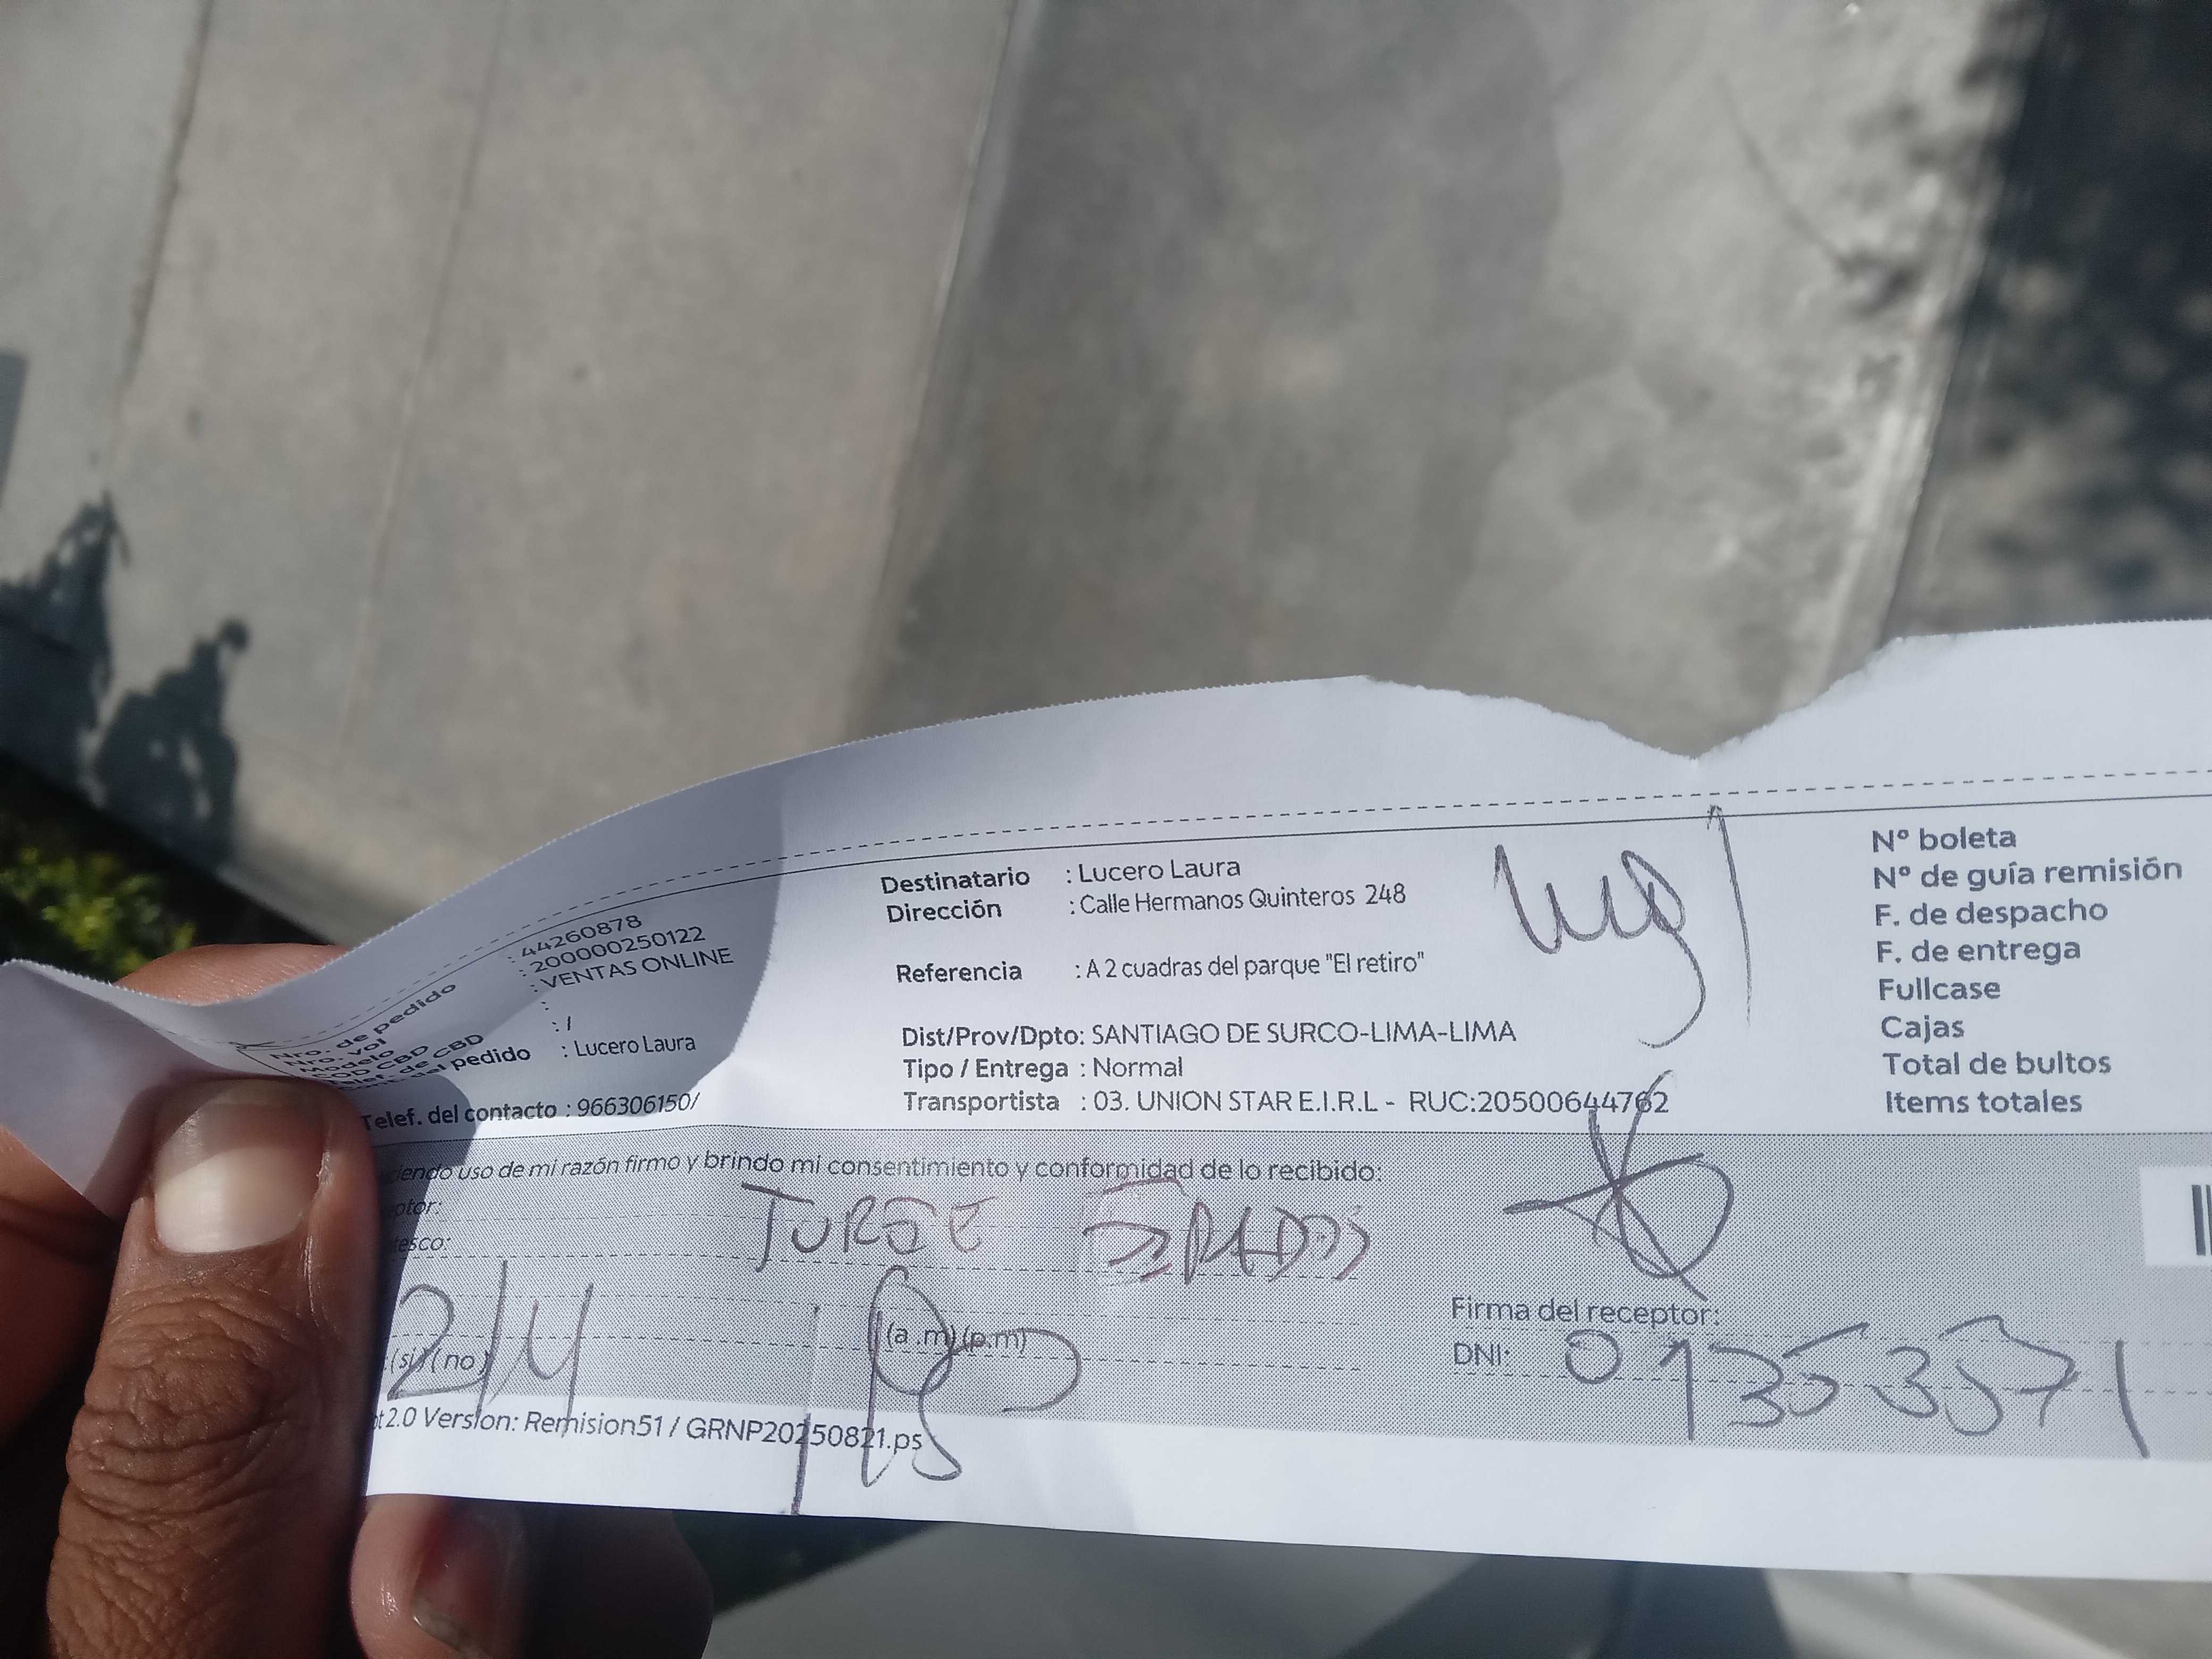 Nro. de pedido : 44260878
Nro. vol : 200000250122
Modelo : VENTAS ONLINE
COD CBD :
Telef. de CBD : /
del pedido : Lucero Laura
Telef. del contacto : 966306150/
Destinatario : Lucero Laura
Dirección : Calle Hermanos Quinteros 248
Referencia : A 2 cuadras del parque "El retiro"
Dist/Prov/Dpto: SANTIAGO DE SURCO-LIMA-LIMA
Tipo / Entrega : Normal
Transportista : 03. UNION STAR E.I.R.L - RUC:20500644762
N° boleta
N° de guía remisión
F. de despacho
F. de entrega
Fullcase
Cajas
Total de bultos
Items totales
uso de mi razón firmo y brindo mi consentimiento y conformidad de lo recibido:
JORGE
(si) (no)
(a .m) (p.m)
Firma del receptor:
DNI:
2.0 Version: Remision51 / GRNP20250821.ps